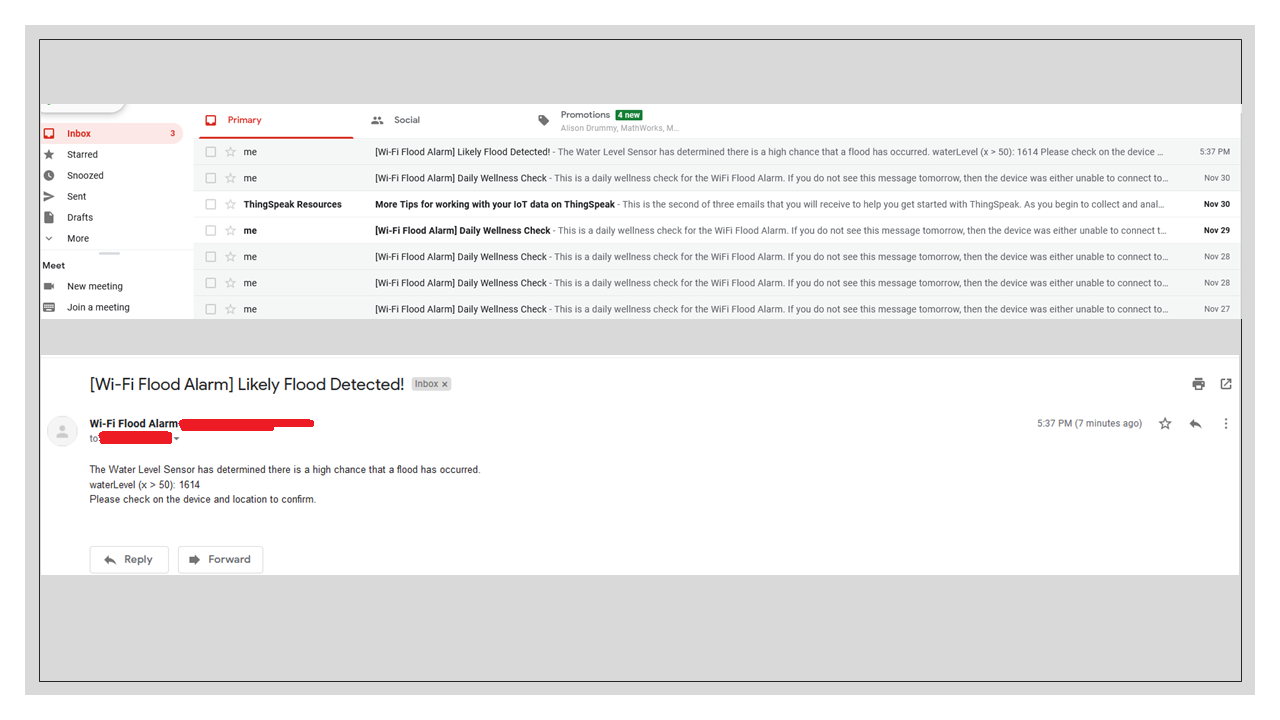 Primary
Social
Promotions 4 new
Alison Drummy, MathWorks, M...
Inbox 3
Starred
Snoozed
Sent
Drafts
More
Meet
New meeting
Join a meeting
me [Wi-Fi Flood Alarm] Likely Flood Detected! - The Water Level Sensor has determined there is a high chance that a flood has occurred. waterLevel (x > 50): 1614 Please check on the device ... 5:37 PM
me [Wi-Fi Flood Alarm] Daily Wellness Check - This is a daily wellness check for the WiFi Flood Alarm. If you do not see this message tomorrow, then the device was either unable to connect to... Nov 30
ThingSpeak Resources More Tips for working with your IoT data on ThingSpeak - This is the second of three emails that you will receive to help you get started with ThingSpeak. As you begin to collect and anal... Nov 30
me [Wi-Fi Flood Alarm] Daily Wellness Check - This is a daily wellness check for the WiFi Flood Alarm. If you do not see this message tomorrow, then the device was either unable to connect t... Nov 29
me [Wi-Fi Flood Alarm] Daily Wellness Check - This is a daily wellness check for the WiFi Flood Alarm. If you do not see this message tomorrow, then the device was either unable to connect to... Nov 28
me [Wi-Fi Flood Alarm] Daily Wellness Check - This is a daily wellness check for the WiFi Flood Alarm. If you do not see this message tomorrow, then the device was either unable to connect to... Nov 28
me [Wi-Fi Flood Alarm] Daily Wellness Check - This is a daily wellness check for the WiFi Flood Alarm. If you do not see this message tomorrow, then the device was either unable to connect to... Nov 27
[Wi-Fi Flood Alarm] Likely Flood Detected! Inbox x
Wi-Fi Flood Alarm 5:37 PM (7 minutes ago)
to
The Water Level Sensor has determined there is a high chance that a flood has occurred.
waterLevel (x > 50): 1614
Please check on the device and location to confirm.
Reply Forward